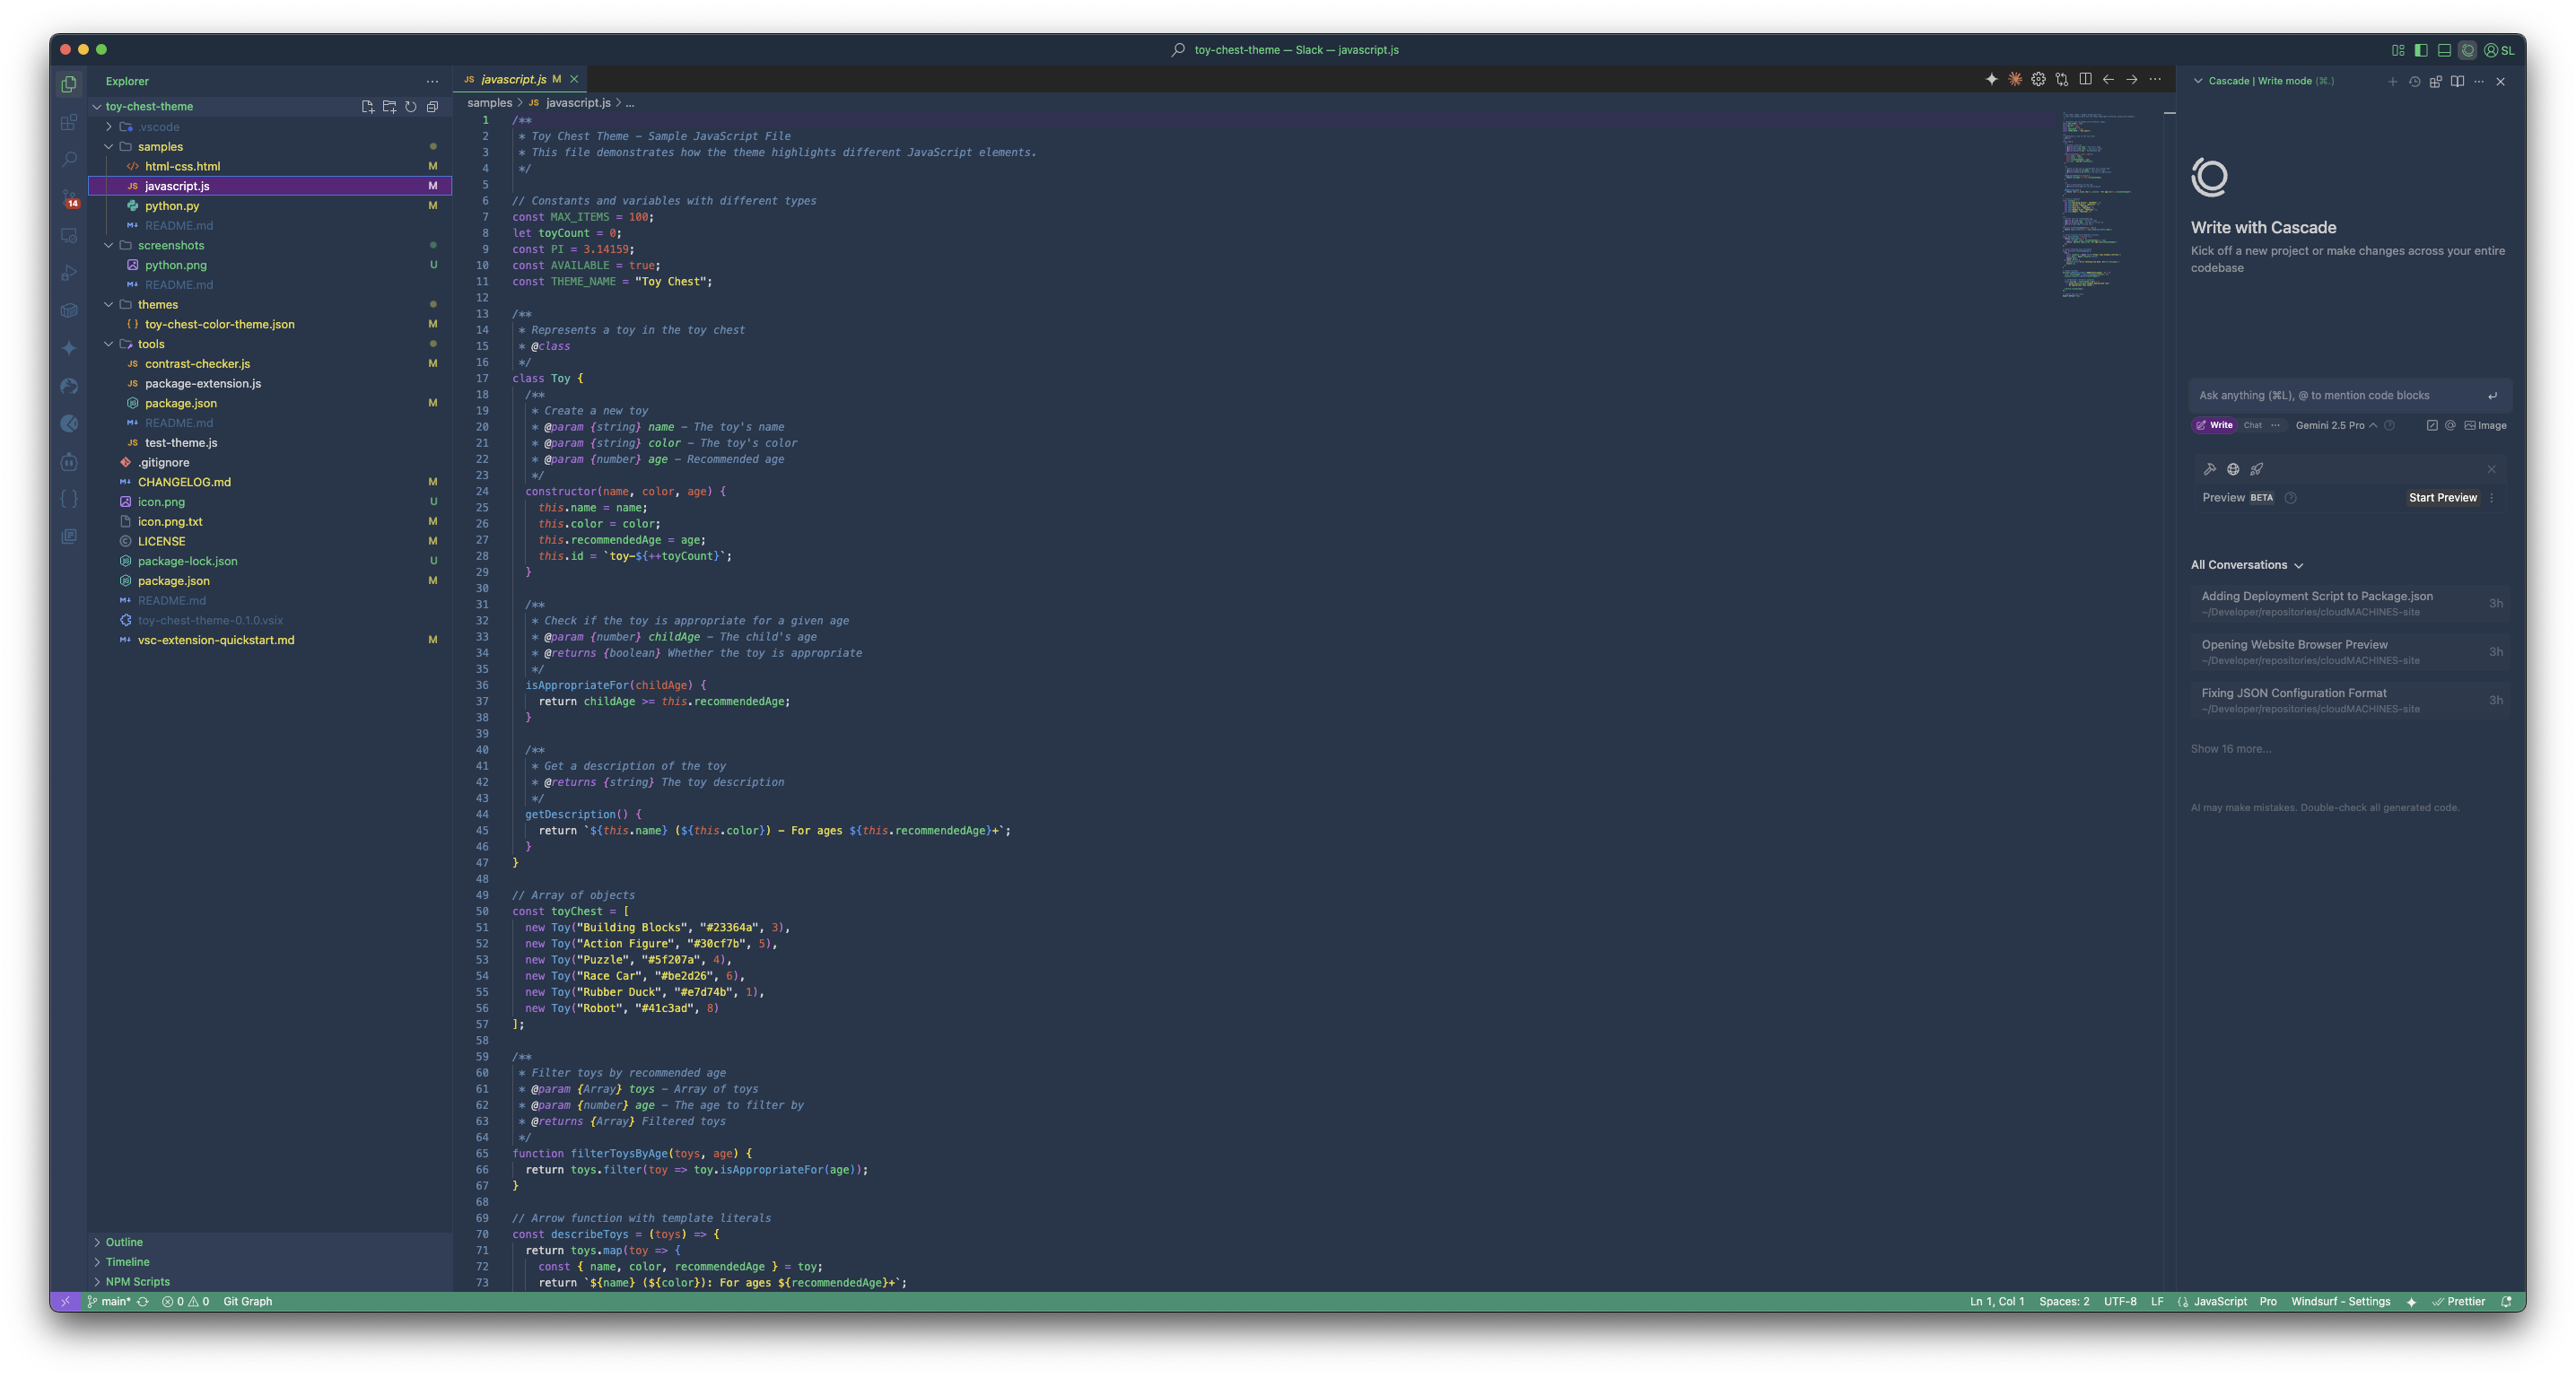 toy-chest-theme — Slack — javascript.js
SL
Explorer
toy-chest-theme
.vscode
samples
html-css.html M
javascript.js M
python.py M
README.md
screenshots
python.png U
README.md
themes
toy-chest-color-theme.json M
tools
contrast-checker.js M
package-extension.js
package.json M
README.md
test-theme.js
.gitignore
CHANGELOG.md M
icon.png U
icon.png.txt M
LICENSE M
package-lock.json U
package.json M
README.md
toy-chest-theme-0.1.0.vsix
vsc-extension-quickstart.md M
14
Outline
Timeline
NPM Scripts
JS javascript.js M
samples > JS javascript.js > ...
1 /**
2 * Toy Chest Theme - Sample JavaScript File
3 * This file demonstrates how the theme highlights different JavaScript elements.
4 */
5
6 // Constants and variables with different types
7 const MAX_ITEMS = 100;
8 let toyCount = 0;
9 const PI = 3.14159;
10 const AVAILABLE = true;
11 const THEME_NAME = "Toy Chest";
12
13 /**
14 * Represents a toy in the toy chest
15 * @class
16 */
17 class Toy {
18 /**
19 * Create a new toy
20 * @param {string} name - The toy's name
21 * @param {string} color - The toy's color
22 * @param {number} age - Recommended age
23 */
24 constructor(name, color, age) {
25 this.name = name;
26 this.color = color;
27 this.recommendedAge = age;
28 this.id = `toy-${++toyCount}`;
29 }
30
31 /**
32 * Check if the toy is appropriate for a given age
33 * @param {number} childAge - The child's age
34 * @returns {boolean} Whether the toy is appropriate
35 */
36 isAppropriateFor(childAge) {
37 return childAge >= this.recommendedAge;
38 }
39
40 /**
41 * Get a description of the toy
42 * @returns {string} The toy description
43 */
44 getDescription() {
45 return `${this.name} (${this.color}) - For ages ${this.recommendedAge}+`;
46 }
47 }
48
49 // Array of objects
50 const toyChest = [
51 new Toy("Building Blocks", "#23364a", 3),
52 new Toy("Action Figure", "#30cf7b", 5),
53 new Toy("Puzzle", "#5f207a", 4),
54 new Toy("Race Car", "#be2d26", 6),
55 new Toy("Rubber Duck", "#e7d74b", 1),
56 new Toy("Robot", "#41c3ad", 8)
57 ];
58
59 /**
60 * Filter toys by recommended age
61 * @param {Array} toys - Array of toys
62 * @param {number} age - The age to filter by
63 * @returns {Array} Filtered toys
64 */
65 function filterToysByAge(toys, age) {
66 return toys.filter(toy => toy.isAppropriateFor(age));
67 }
68
69 // Arrow function with template literals
70 const describeToys = (toys) => {
71 return toys.map(toy => {
72 const { name, color, recommendedAge } = toy;
73 return `${name} (${color}): For ages ${recommendedAge}+`;
Cascade | Write mode (⌘.)
Write with Cascade
Kick off a new project or make changes across your entire
codebase
Ask anything (⌘L), @ to mention code blocks
Write Chat ... Gemini 2.5 Pro Image
Preview BETA Start Preview
All Conversations
Adding Deployment Script to Package.json
~/Developer/repositories/cloudMACHINES-site
3h
Opening Website Browser Preview
~/Developer/repositories/cloudMACHINES-site
3h
Fixing JSON Configuration Format
~/Developer/repositories/cloudMACHINES-site
3h
Show 16 more...
AI may make mistakes. Double-check all generated code.
main* 0 0 Git Graph
Ln 1, Col 1 Spaces: 2 UTF-8 LF JavaScript Pro Windsurf - Settings Prettier